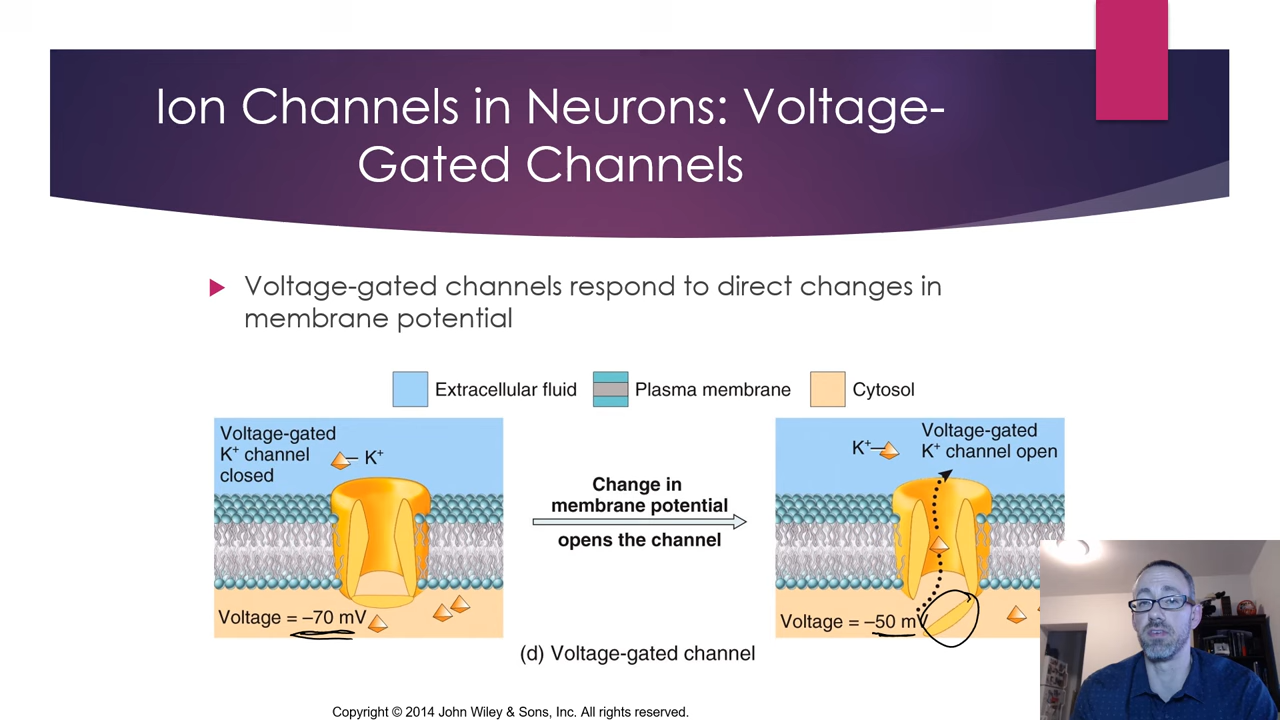 Ion Channels in Neurons: Voltage-
Gated Channels
Voltage-gated channels respond to direct changes in
membrane potential
Extracellular fluid
Plasma membrane
Cytosol
Voltage-gated
K⁺ channel
closed
K⁺
Voltage = –70 mV
Change in
membrane potential
opens the channel
K⁺
Voltage-gated
K⁺ channel open
Voltage = –50 mV
(d) Voltage-gated channel
Copyright © 2014 John Wiley & Sons, Inc. All rights reserved.